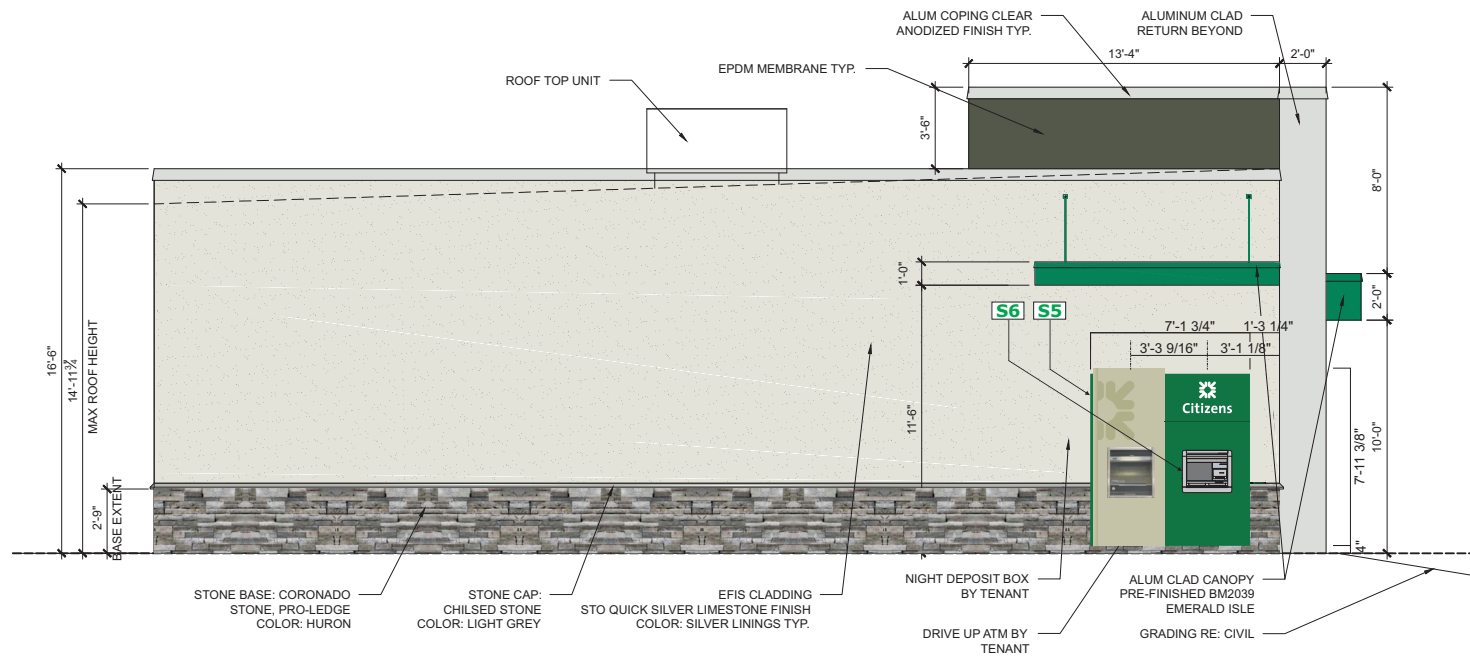 ALUM COPING CLEAR
ANODIZED FINISH TYP.
ALUMINUM CLAD
RETURN BEYOND
13'-4"
2'-0"
EPDM MEMBRANE TYP.
ROOF TOP UNIT
3'-6"
8'-0"
16'-6"
14'-11¾"
MAX ROOF HEIGHT
1'-0"
2'-0"
S6
S5
7'-1 3/4"
1'-3 1/4"
3'-3 9/16"
3'-1 1/8"
Citizens
11'-6"
7'-11 3/8"
10'-0"
2'-9"
BASE EXTENT
4"
STONE BASE: CORONADO
STONE, PRO-LEDGE
COLOR: HURON
STONE CAP:
CHILSED STONE
COLOR: LIGHT GREY
EFIS CLADDING
STO QUICK SILVER LIMESTONE FINISH
COLOR: SILVER LININGS TYP.
NIGHT DEPOSIT BOX
BY TENANT
DRIVE UP ATM BY
TENANT
ALUM CLAD CANOPY
PRE-FINISHED BM2039
EMERALD ISLE
GRADING RE: CIVIL